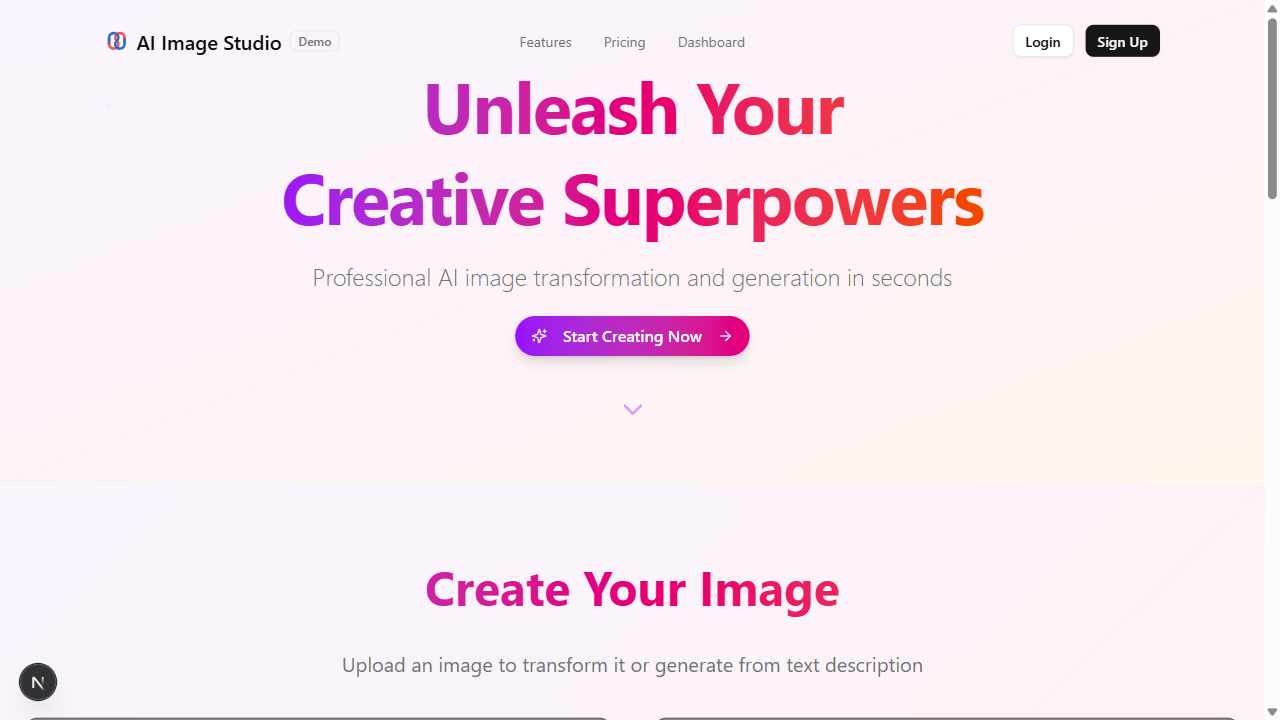 AI Image Studio Demo Features Pricing Dashboard Login Sign Up
Unleash Your
Creative Superpowers
Professional AI image transformation and generation in seconds
Start Creating Now
Create Your Image
Upload an image to transform it or generate from text description
N